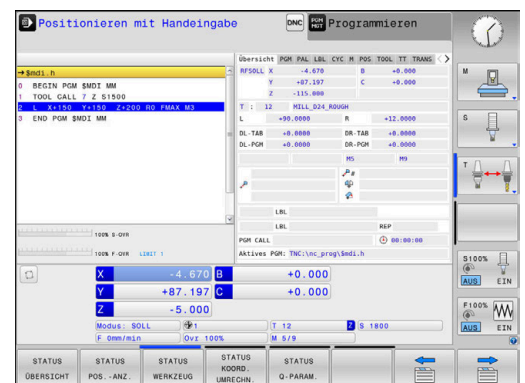 Positionieren mit Handeingabe
DNC
PGM MGT
Programmieren
Übersicht PGM PAL LBL CYC M POS TOOL TT TRANS
→$mdi.h
0 BEGIN PGM $MDI MM
1 TOOL CALL 7 Z S1500
2 L X+150 Y+150 Z+200 R0 FMAX M3
3 END PGM $MDI MM
RFSOLL X -4.670 B +0.000
Y +87.197 C +0.000
Z -115.000
T : 12 MILL_D24_ROUGH
L +90.0000 R +12.0000
DL-TAB +0.0000 DR-TAB +0.0000
DL-PGM +0.0000 DR-PGM +0.0000
M5 M9
P#
LBL
LBL REP
PGM CALL 00:00:00
Aktives PGM: TNC:\nc_prog\$mdi.h
100% S-OVR
100% F-OVR LIMIT 1
X -4.670 B +0.000
Y +87.197 C +0.000
Z -5.000
Modus: SOLL 1 T 12 Z S 1800
F 0mm/min Ovr 100% M 5/9
M
S
T
S100%
AUS EIN
F100%
AUS EIN
STATUS ÜBERSICHT
STATUS POS.-ANZ.
STATUS WERKZEUG
STATUS KOORD. UMRECHN.
STATUS Q-PARAM.